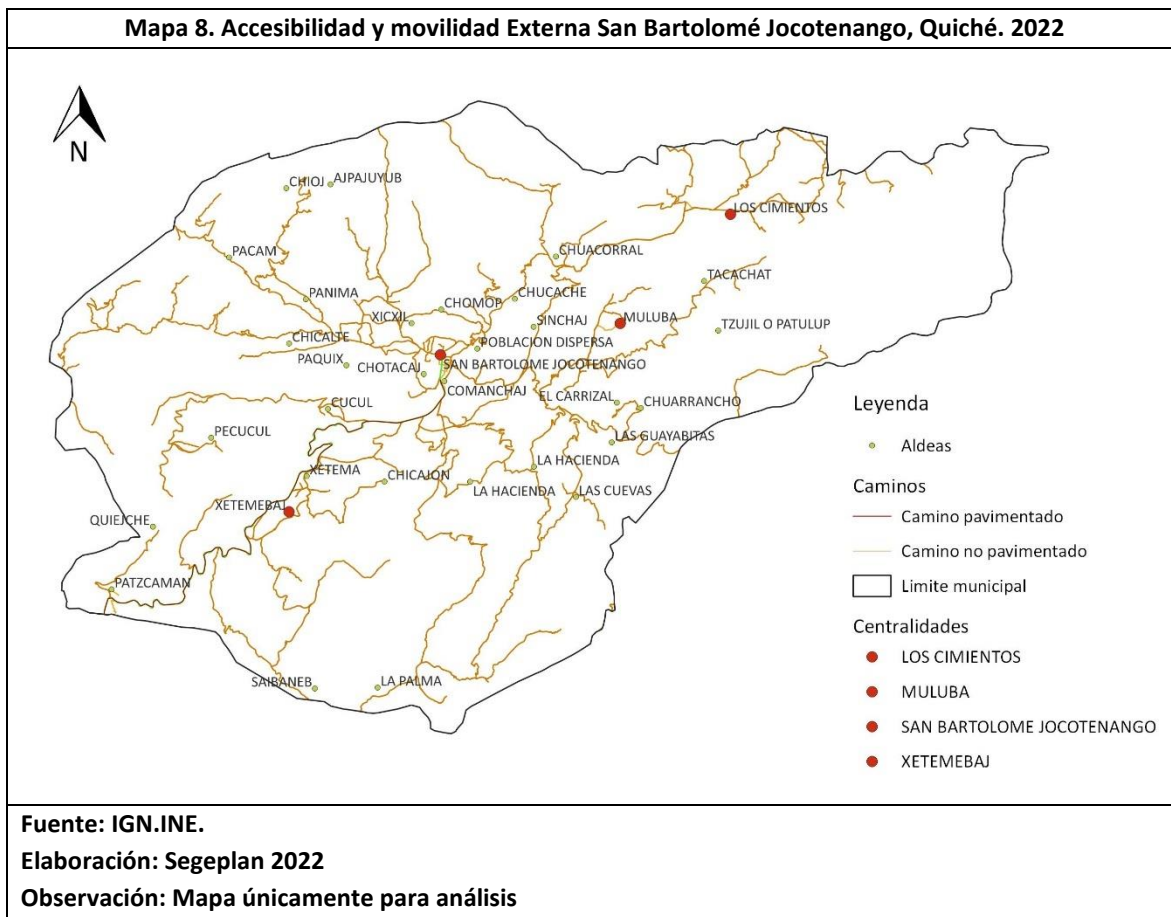 Mapa 8. Accesibilidad y movilidad Externa San Bartolomé Jocotenango, Quiché. 2022
N
CHIOJ
AJPAJUYUB
LOS CIMIENTOS
PACAM
CHUACORRAL
TACACHAT
PANIMA
CHOMOP
CHUCACHE
XICXIL
SINCHAJ
MULUBA
TZUJIL O PATULUP
CHICALTE
POBLACION DISPERSA
PAQUIX
CHOTACAJ
SAN BARTOLOME JOCOTENANGO
COMANCHAJ
EL CARRIZAL
CHUARRANCHO
CUCUL
PECUCUL
LAS GUAYABITAS
XETEMA
CHICAJON
LA HACIENDA
LA HACIENDA
LAS CUEVAS
XETEMEBAJ
QUIEJCHE
PATZCAMAN
SAIBANEB
LA PALMA
Leyenda
Aldeas
Caminos
Camino pavimentado
Camino no pavimentado
Limite municipal
Centralidades
LOS CIMIENTOS
MULUBA
SAN BARTOLOME JOCOTENANGO
XETEMEBAJ
Fuente: IGN.INE.
Elaboración: Segeplan 2022
Observación: Mapa únicamente para análisis